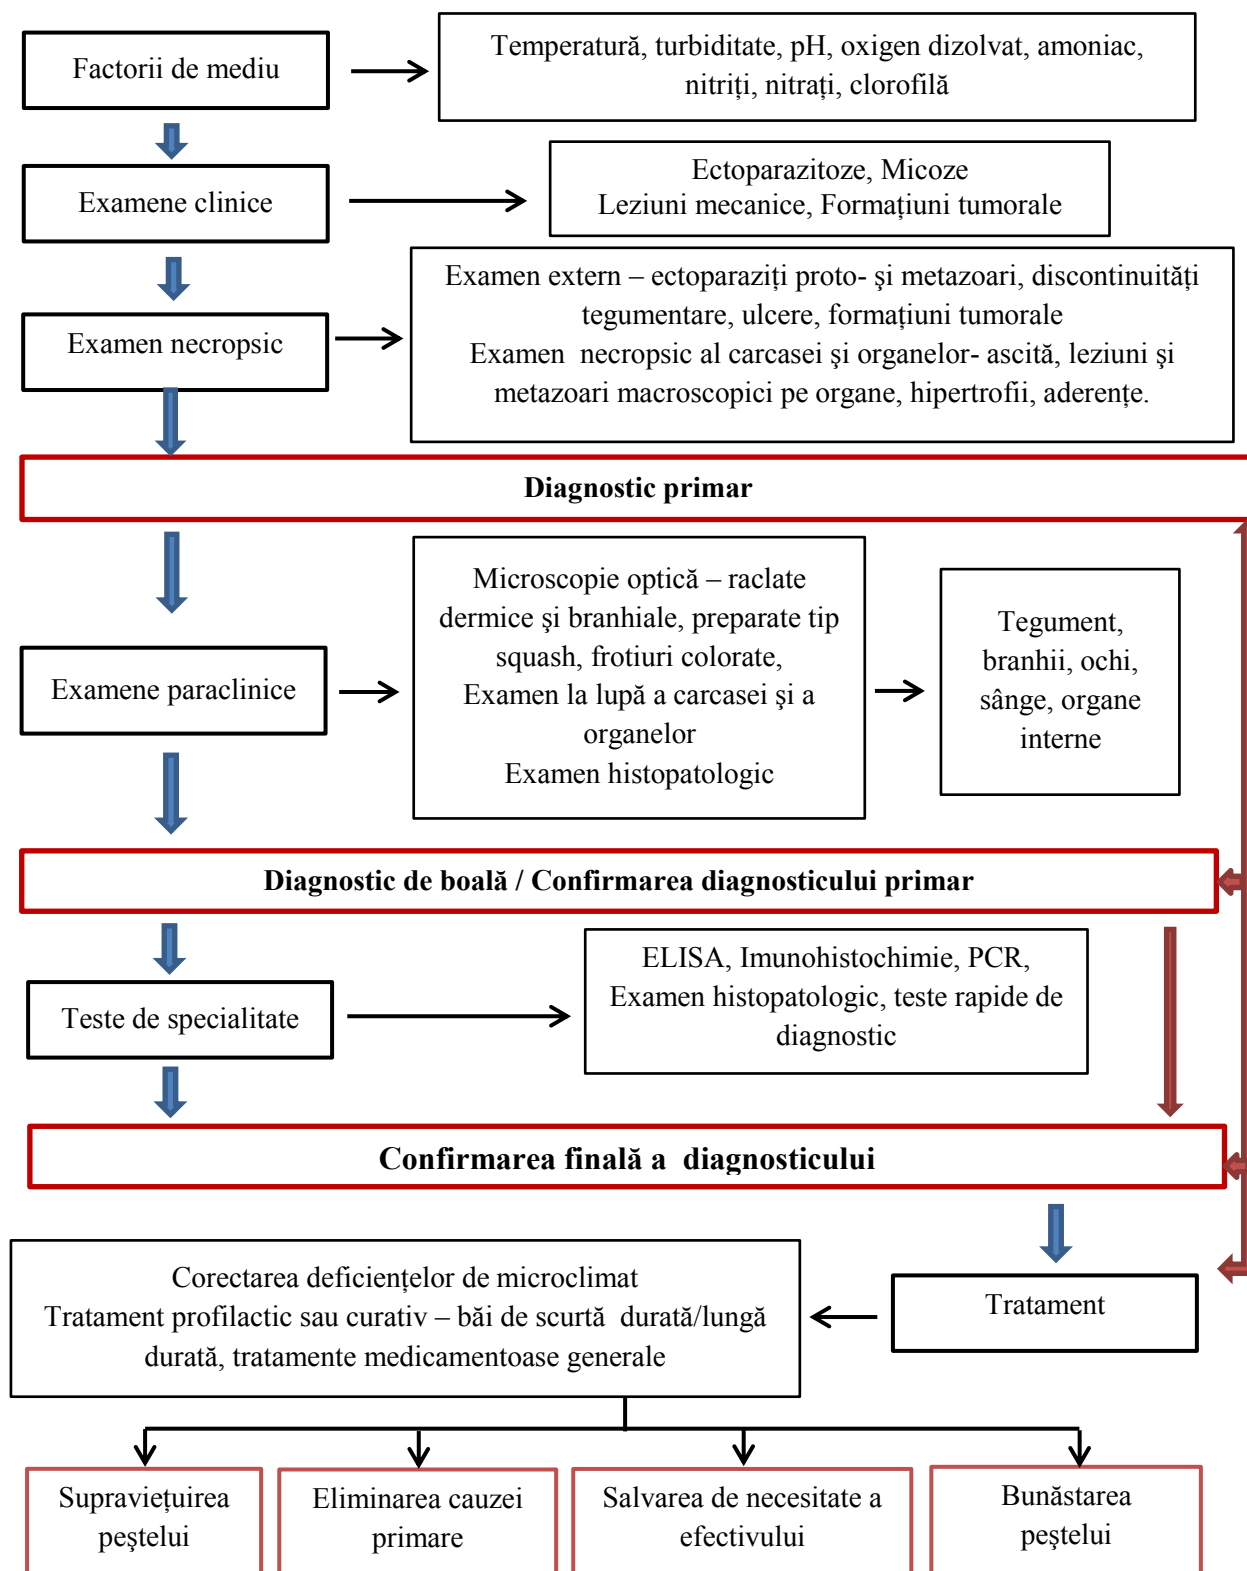 Factorii de mediu
Temperatură, turbiditate, pH, oxigen dizolvat, amoniac,
nitriți, nitrați, clorofilă
Examene clinice
Ectoparazitoze, Micoze
Leziuni mecanice, Formațiuni tumorale
Examen necropsic
Examen extern – ectoparaziți proto- şi metazoari, discontinuități
tegumentare, ulcere, formațiuni tumorale
Examen necropsic al carcasei şi organelor- ascită, leziuni şi
metazoari macroscopici pe organe, hipertrofii, aderențe.
Diagnostic primar
Examene paraclinice
Microscopie optică – raclate
dermice şi branhiale, preparate tip
squash, frotiuri colorate,
Examen la lupă a carcasei şi a
organelor
Examen histopatologic
Tegument,
branhii, ochi,
sânge, organe
interne
Diagnostic de boală / Confirmarea diagnosticului primar
Teste de specialitate
ELISA, Imunohistochimie, PCR,
Examen histopatologic, teste rapide de
diagnostic
Confirmarea finală a diagnosticului
Tratament
Corectarea deficiențelor de microclimat
Tratament profilactic sau curativ – băi de scurtă durată/lungă
durată, tratamente medicamentoase generale
Supraviețuirea
peştelui
Eliminarea cauzei
primare
Salvarea de necesitate a
efectivului
Bunăstarea
peştelui